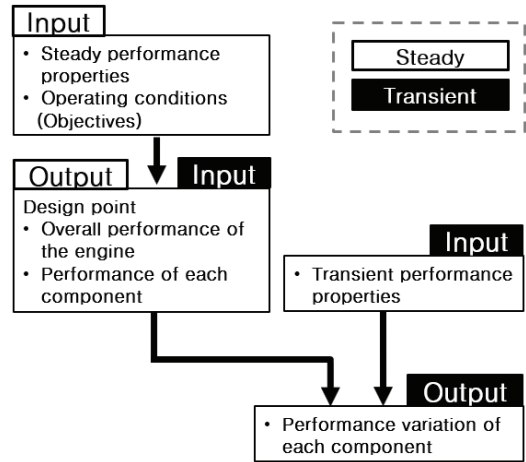 Input
• Steady performance
properties
• Operating conditions
(Objectives)
Steady
Transient
Output
Input
Design point
• Overall performance of
the engine
• Performance of each
component
Input
• Transient performance
properties
Output
• Performance variation of
each component